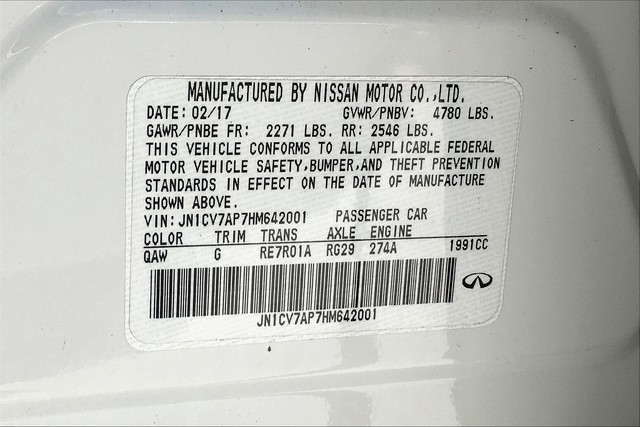 MANUFACTURED BY NISSAN MOTOR CO.,LTD.
DATE: 02/17 GVWR/PNBV: 4780 LBS.
GAWR/PNBE FR: 2271 LBS. RR: 2546 LBS.
THIS VEHICLE CONFORMS TO ALL APPLICABLE FEDERAL
MOTOR VEHICLE SAFETY,BUMPER,AND THEFT PREVENTION
STANDARDS IN EFFECT ON THE DATE OF MANUFACTURE
SHOWN ABOVE.
VIN: JN1CV7AP7HM642001 PASSENGER CAR
COLOR TRIM TRANS AXLE ENGINE
QAW G RE7R01A RG29 274A 1991CC
JN1CV7AP7HM642001